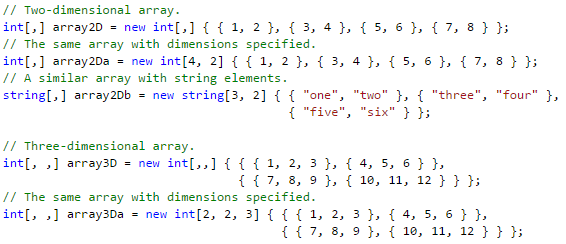 // Two-dimensional array.
int[,] array2D = new int[,] { { 1, 2 }, { 3, 4 }, { 5, 6 }, { 7, 8 } };
// The same array with dimensions specified.
int[,] array2Da = new int[4, 2] { { 1, 2 }, { 3, 4 }, { 5, 6 }, { 7, 8 } };
// A similar array with string elements.
string[,] array2Db = new string[3, 2] { { "one", "two" }, { "three", "four" },
{ "five", "six" } };
// Three-dimensional array.
int[, ,] array3D = new int[,,] { { { 1, 2, 3 }, { 4, 5, 6 } },
{ { 7, 8, 9 }, { 10, 11, 12 } } };
// The same array with dimensions specified.
int[, ,] array3Da = new int[2, 2, 3] { { { 1, 2, 3 }, { 4, 5, 6 } },
{ { 7, 8, 9 }, { 10, 11, 12 } } };